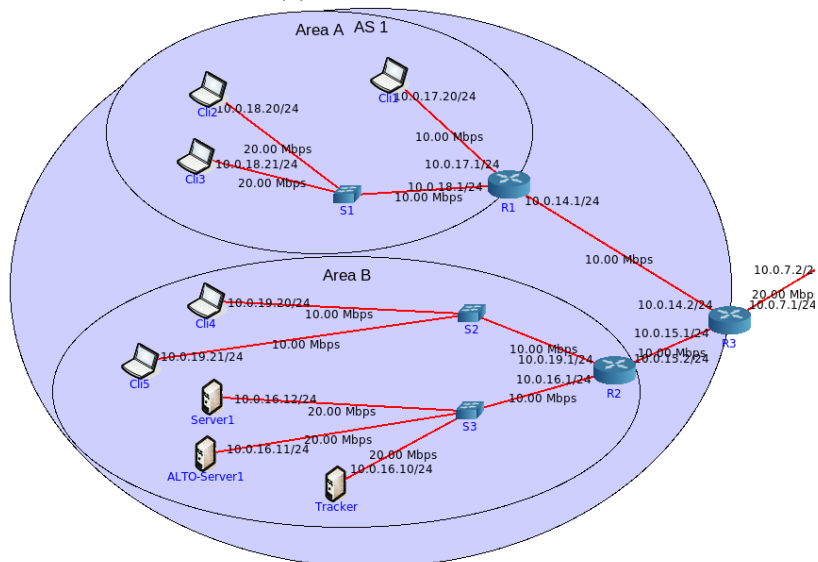 Area A AS 1
Cli2
10.0.18.20/24
Cli1
10.0.17.20/24
10.00 Mbps
20.00 Mbps
Cli3
10.0.18.21/24
20.00 Mbps
S1
10.0.17.1/24
10.0.18.1/24
10.00 Mbps
R1
10.0.14.1/24
10.00 Mbps
Area B
Cli4
10.0.19.20/24
10.00 Mbps
S2
Cli5
10.0.19.21/24
10.00 Mbps
10.00 Mbps
10.0.7.2/2
20.00 Mbps
10.0.14.2/24
10.0.7.1/24
R3
10.0.15.1/24
10.00 Mbps
10.0.19.1/24
10.0.15.2/24
10.0.16.1/24
R2
10.00 Mbps
Server1
10.0.16.12/24
20.00 Mbps
S3
ALTO-Server1
10.0.16.11/24
20.00 Mbps
20.00 Mbps
10.0.16.10/24
Tracker